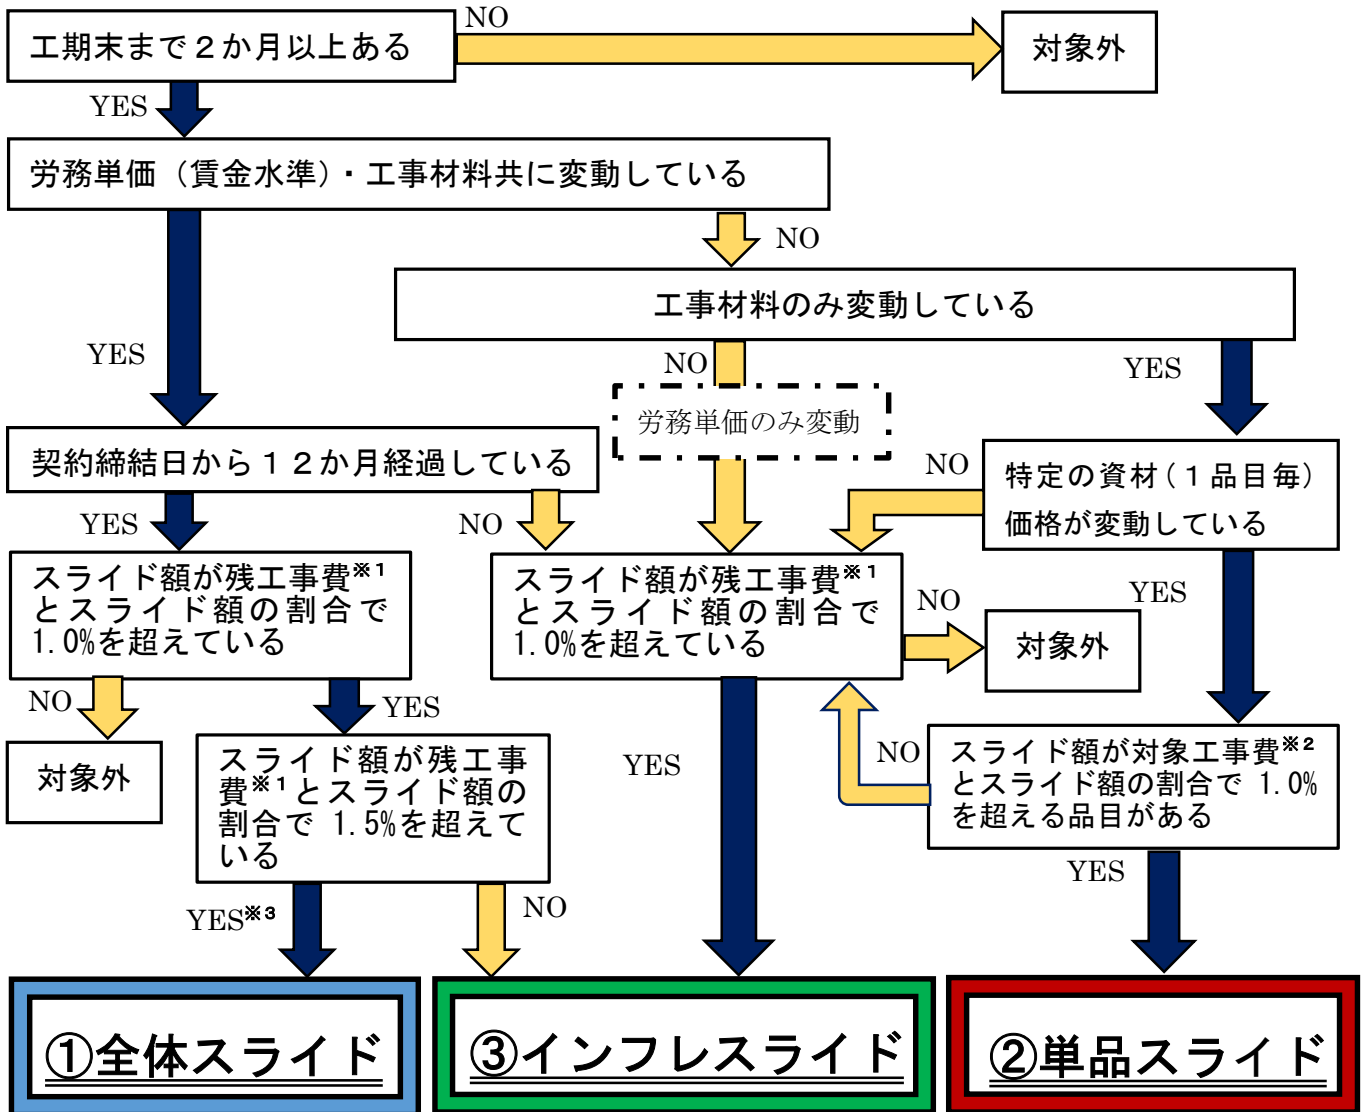 工期末まで２か月以上ある
NO
対象外
YES
労務単価（賃金水準）・工事材料共に変動している
NO
工事材料のみ変動している
YES
NO
YES
労務単価のみ変動
契約締結日から１２か月経過している
NO
特定の資材（１品目毎）
価格が変動している
YES
NO
スライド額が残工事費※1
とスライド額の割合で
1.0%を超えている
スライド額が残工事費※1
とスライド額の割合で
1.0%を超えている
NO
対象外
YES
NO
YES
対象外
スライド額が残工事
費※1とスライド額の
割合で 1.5%を超えて
いる
YES
NO
スライド額が対象工事費※2
とスライド額の割合で 1.0%
を超える品目がある
YES
YES※3
NO
①全体スライド
③インフレスライド
②単品スライド